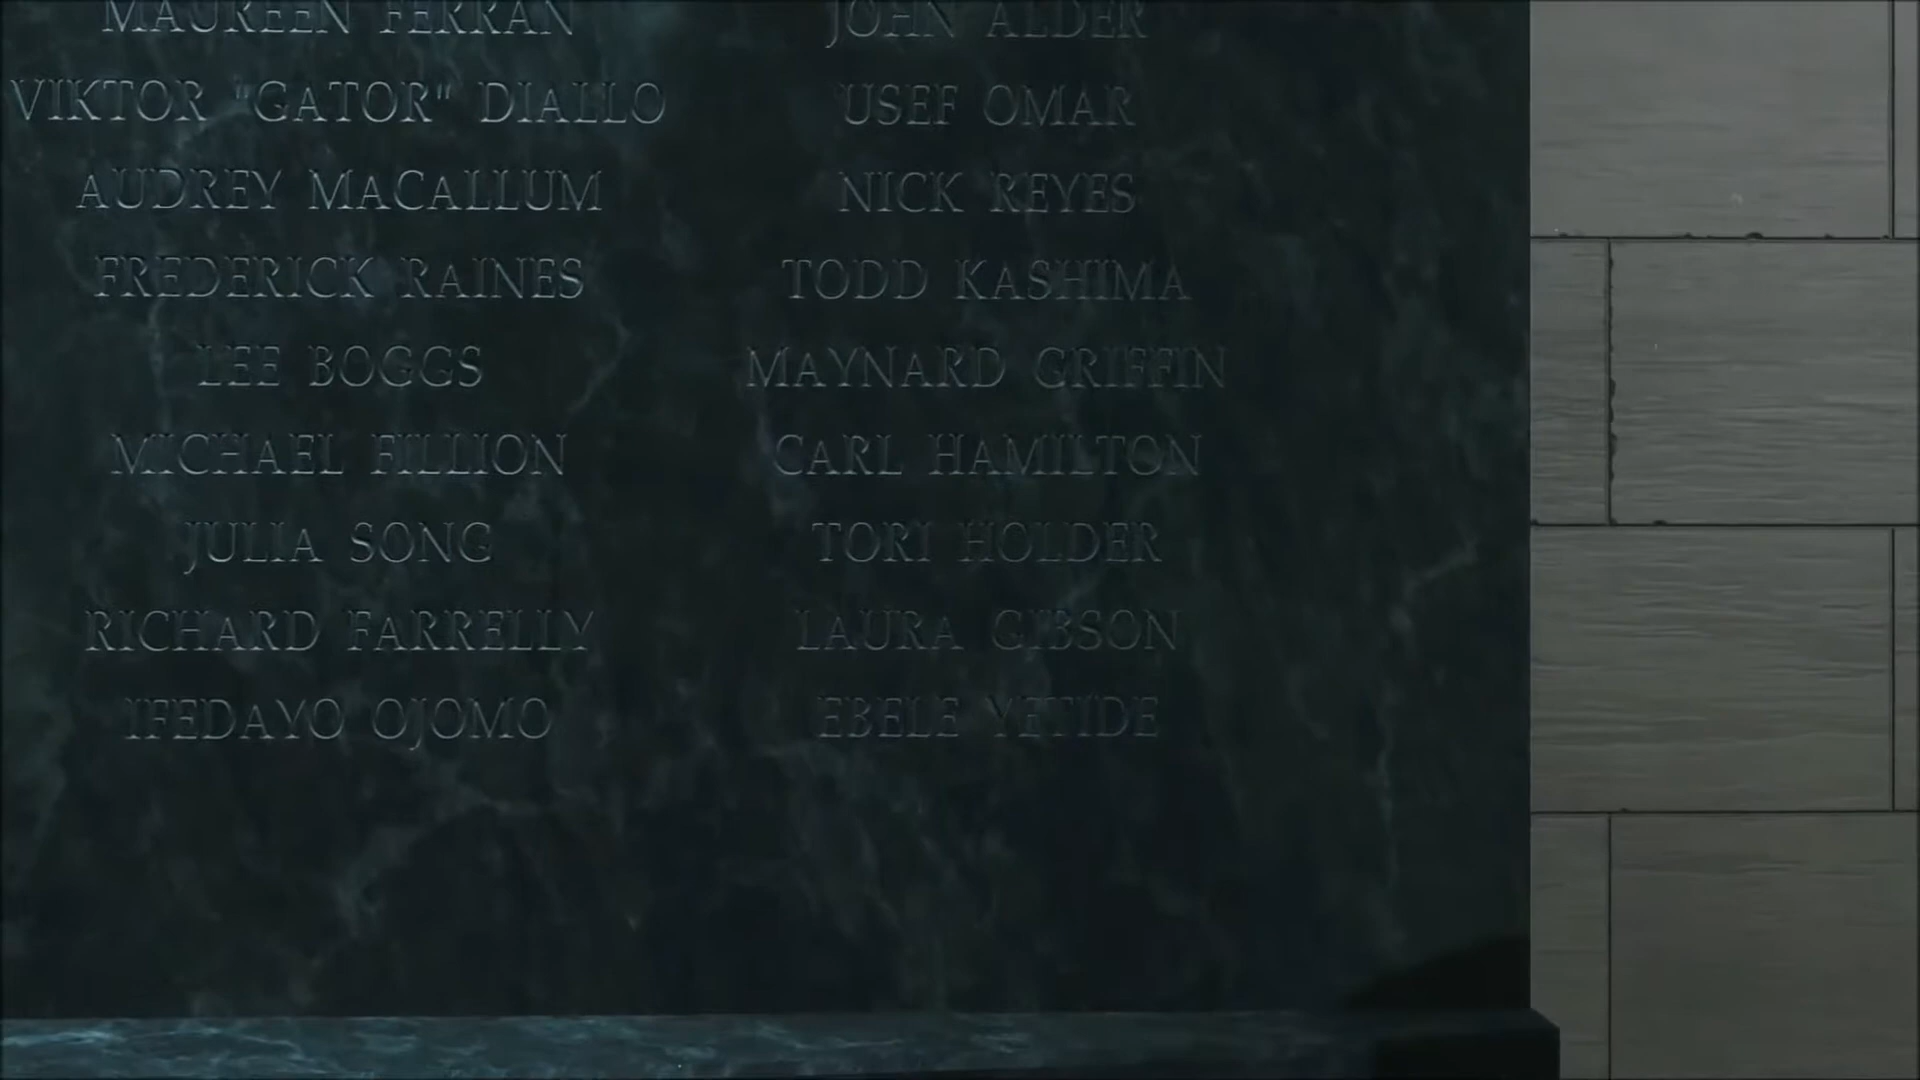 MAUREEN FERRAN
VIKTOR "GATOR" DIALLO
AUDREY MACALLUM
FREDERICK RAINES
LEE BOGGS
MICHAEL FILLION
JULIA SONG
RICHARD FARRELLY
IFEDAYO OJOMO
JOHN ALDER
USEF OMAR
NICK REYES
TODD KASHIMA
MAYNARD GRIFFIN
CARL HAMILTON
TORI HOLDER
LAURA GIBSON
EBELE YETIDE